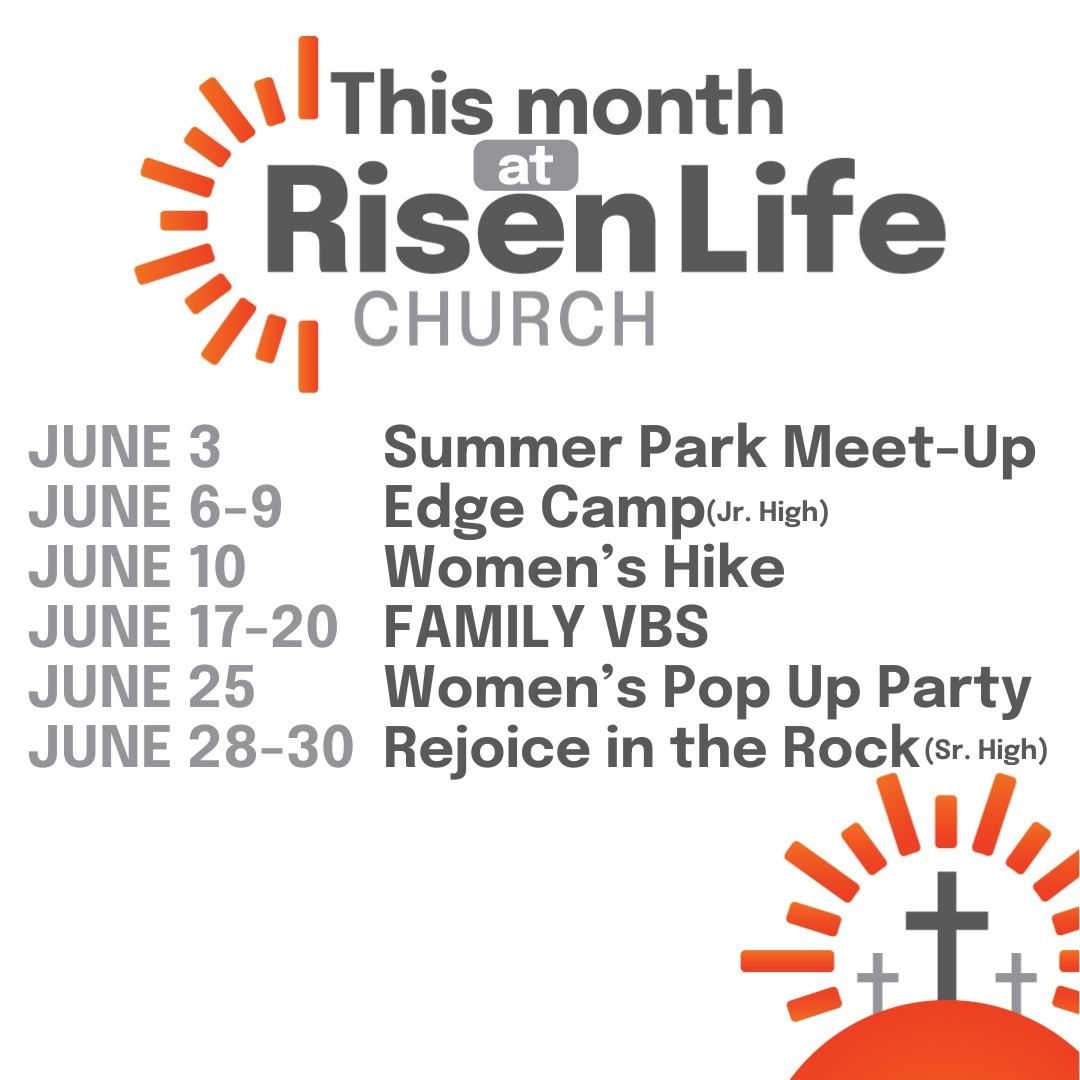 This month
at
Risen Life
CHURCH
JUNE 3 Summer Park Meet-Up
JUNE 6-9 Edge Camp (Jr. High)
JUNE 10 Women's Hike
JUNE 17-20 FAMILY VBS
JUNE 25 Women's Pop Up Party
JUNE 28-30 Rejoice in the Rock (Sr. High)